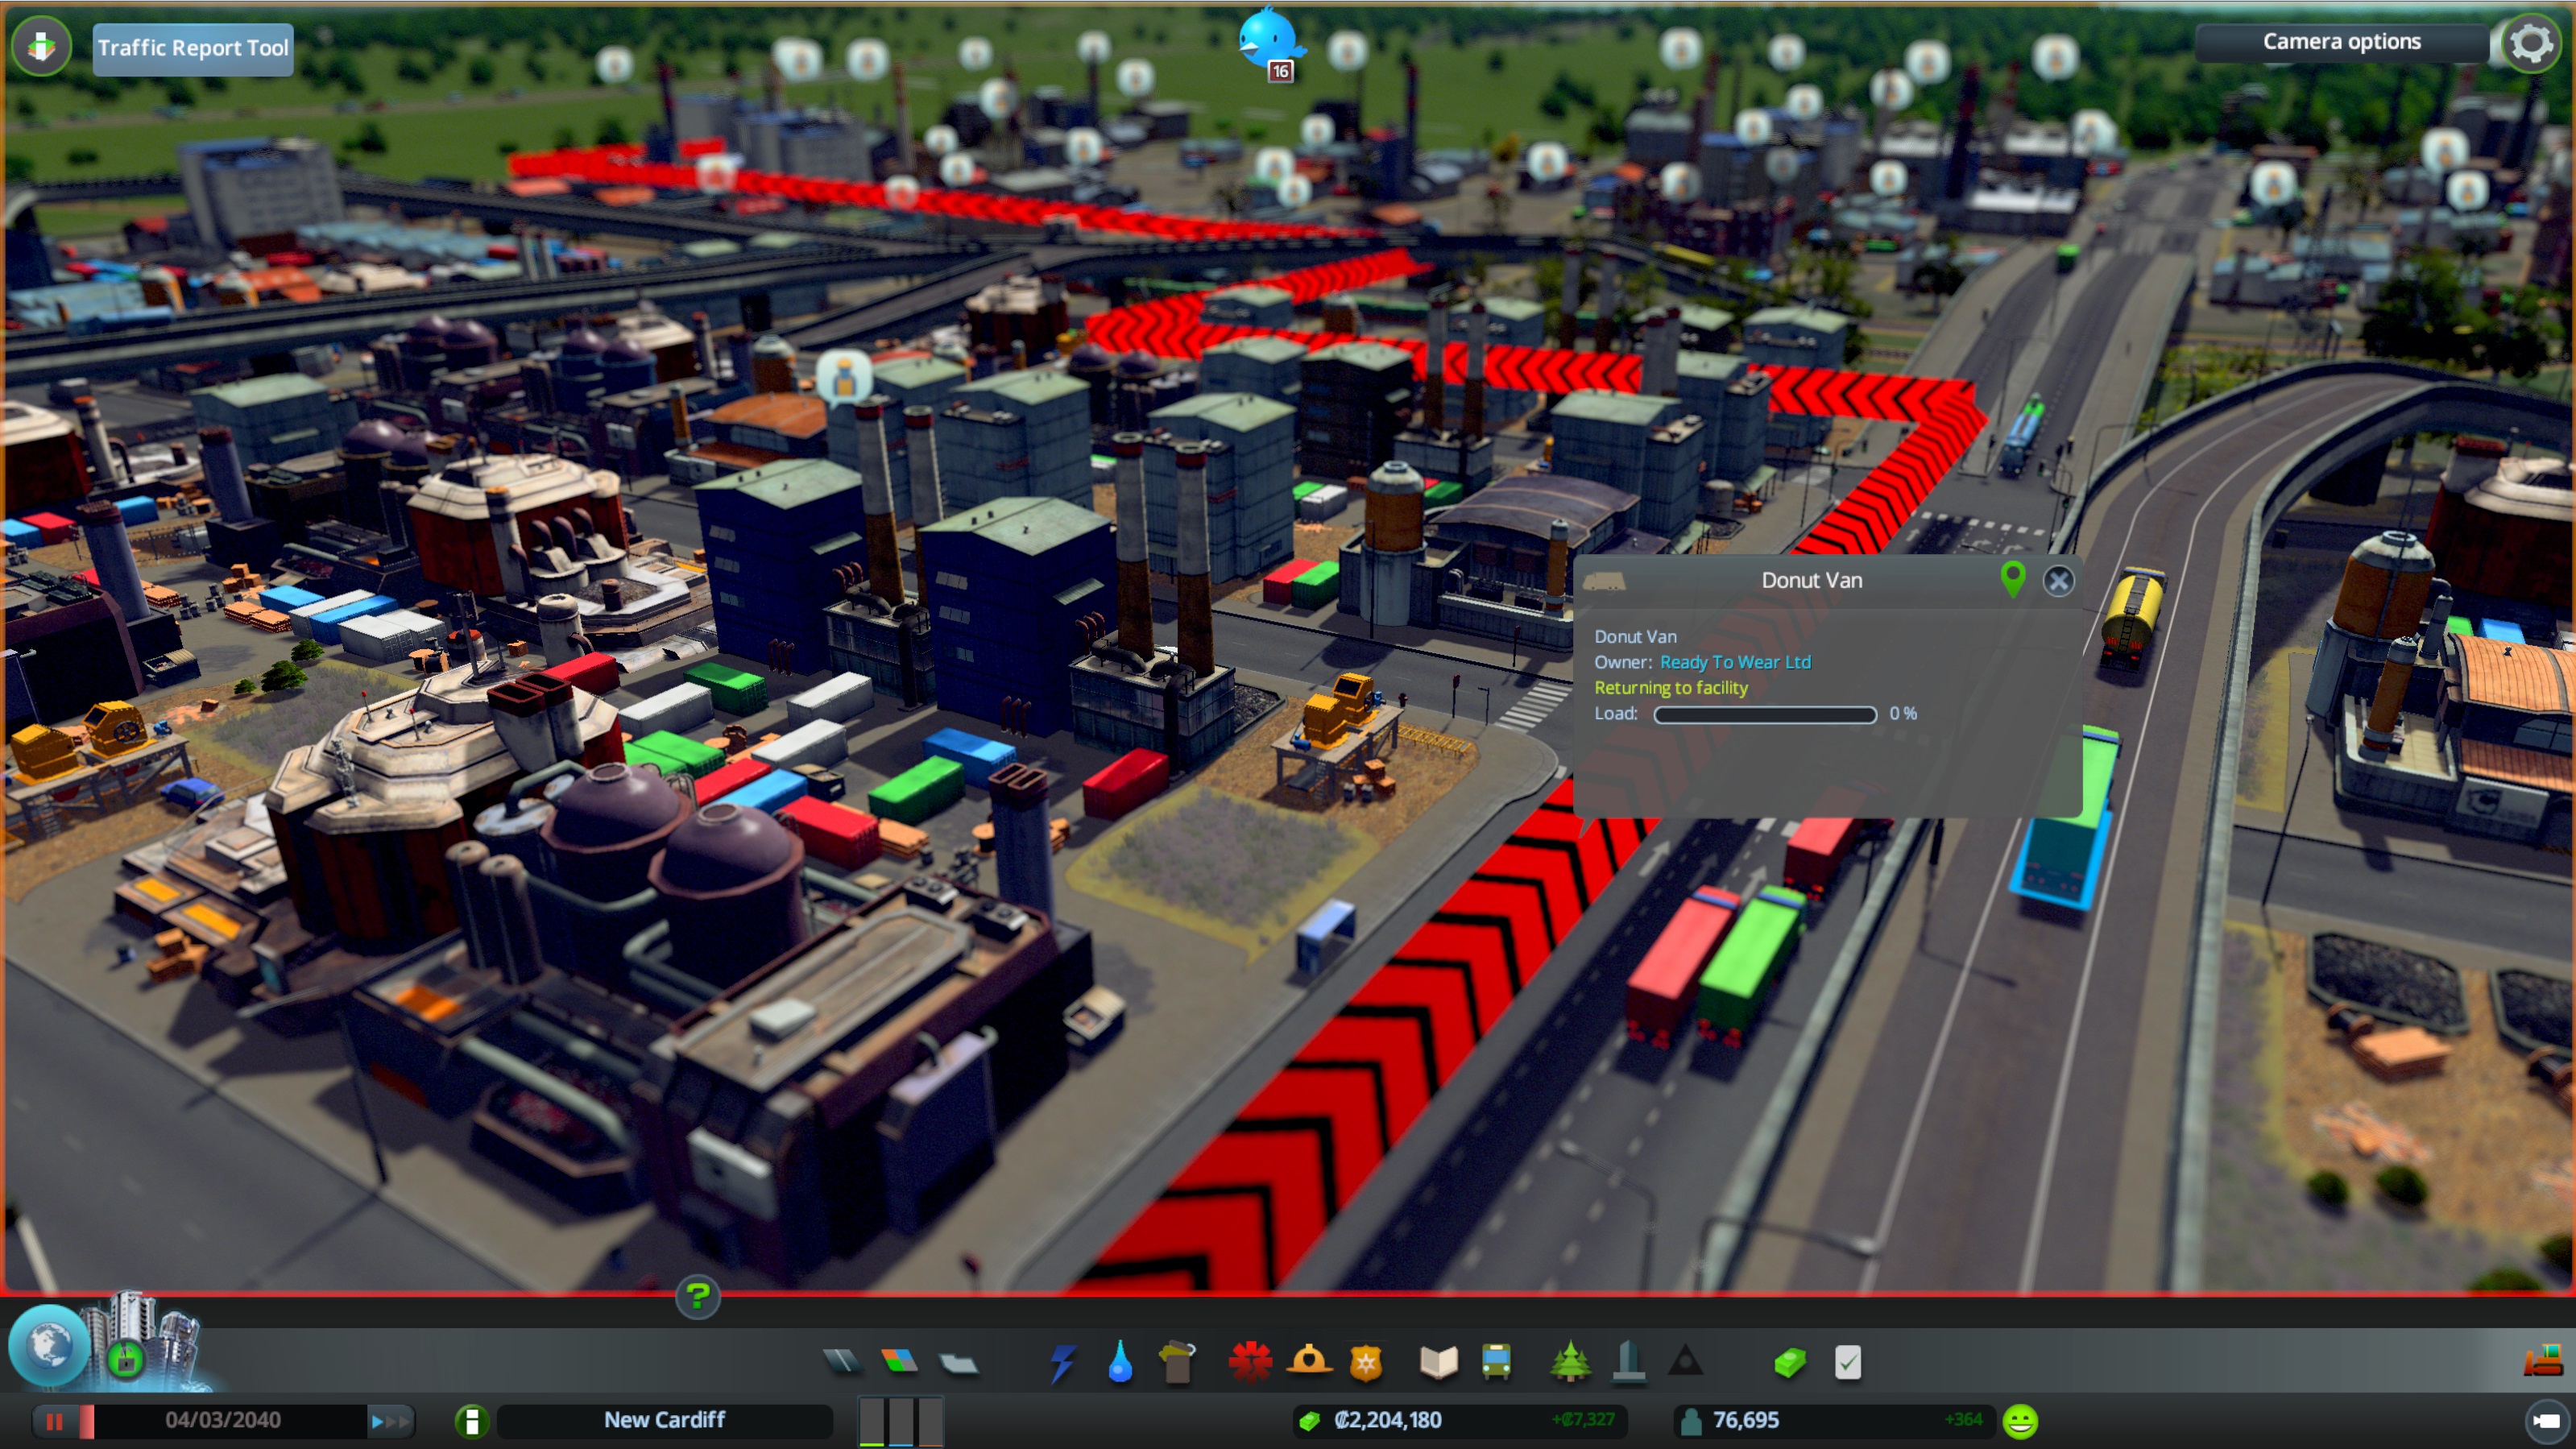 Traffic Report Tool
16
Camera options
Donut Van
Donut Van
Owner: Ready To Wear Ltd
Returning to facility
Load: 0 %
?
04/03/2040
New Cardiff
₡2,204,180
+₡7,327
76,695
+364